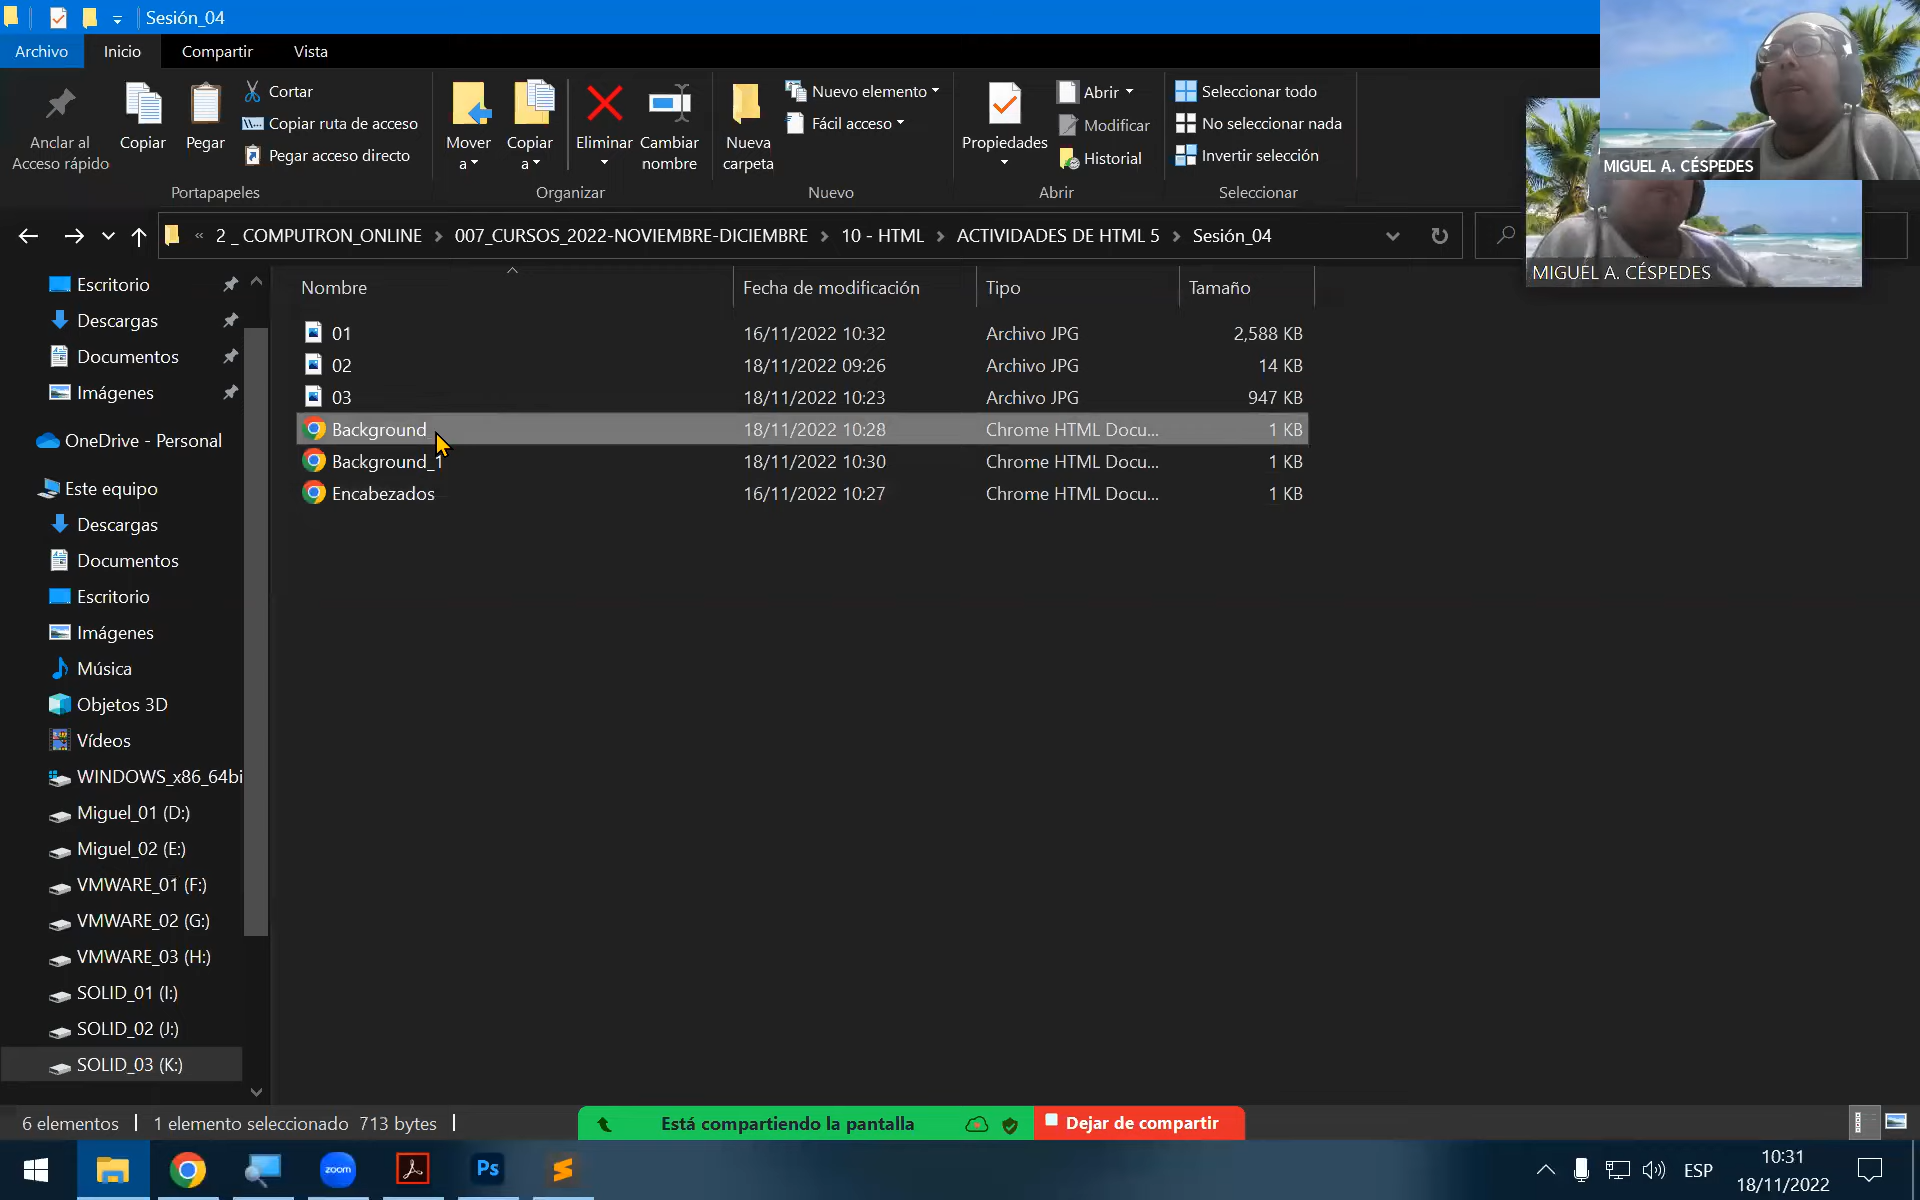 Sesión_04
Archivo Inicio Compartir Vista
Anclar al Acceso rápido
Copiar
Pegar
Cortar
Copiar ruta de acceso
Pegar acceso directo
Portapapeles
Mover a
Copiar a
Eliminar
Cambiar nombre
Organizar
Nueva carpeta
Nuevo elemento
Fácil acceso
Nuevo
Propiedades
Abrir
Modificar
Historial
Abrir
Seleccionar todo
No seleccionar nada
Invertir selección
Seleccionar
MIGUEL A. CÉSPEDES
MIGUEL A. CÉSPEDES
« 2 _ COMPUTRON_ONLINE > 007_CURSOS_2022-NOVIEMBRE-DICIEMBRE > 10 - HTML > ACTIVIDADES DE HTML 5 > Sesión_04
Escritorio
Descargas
Documentos
Imágenes
OneDrive - Personal
Este equipo
Descargas
Documentos
Escritorio
Imágenes
Música
Objetos 3D
Vídeos
WINDOWS_x86_64bi
Miguel_01 (D:)
Miguel_02 (E:)
VMWARE_01 (F:)
VMWARE_02 (G:)
VMWARE_03 (H:)
SOLID_01 (I:)
SOLID_02 (J:)
SOLID_03 (K:)
Nombre Fecha de modificación Tipo Tamaño
01 16/11/2022 10:32 Archivo JPG 2,588 KB
02 18/11/2022 09:26 Archivo JPG 14 KB
03 18/11/2022 10:23 Archivo JPG 947 KB
Background 18/11/2022 10:28 Chrome HTML Docu... 1 KB
Background_1 18/11/2022 10:30 Chrome HTML Docu... 1 KB
Encabezados 16/11/2022 10:27 Chrome HTML Docu... 1 KB
6 elementos 1 elemento seleccionado 713 bytes
Está compartiendo la pantalla
Dejar de compartir
zoom
Ps
ESP
10:31
18/11/2022